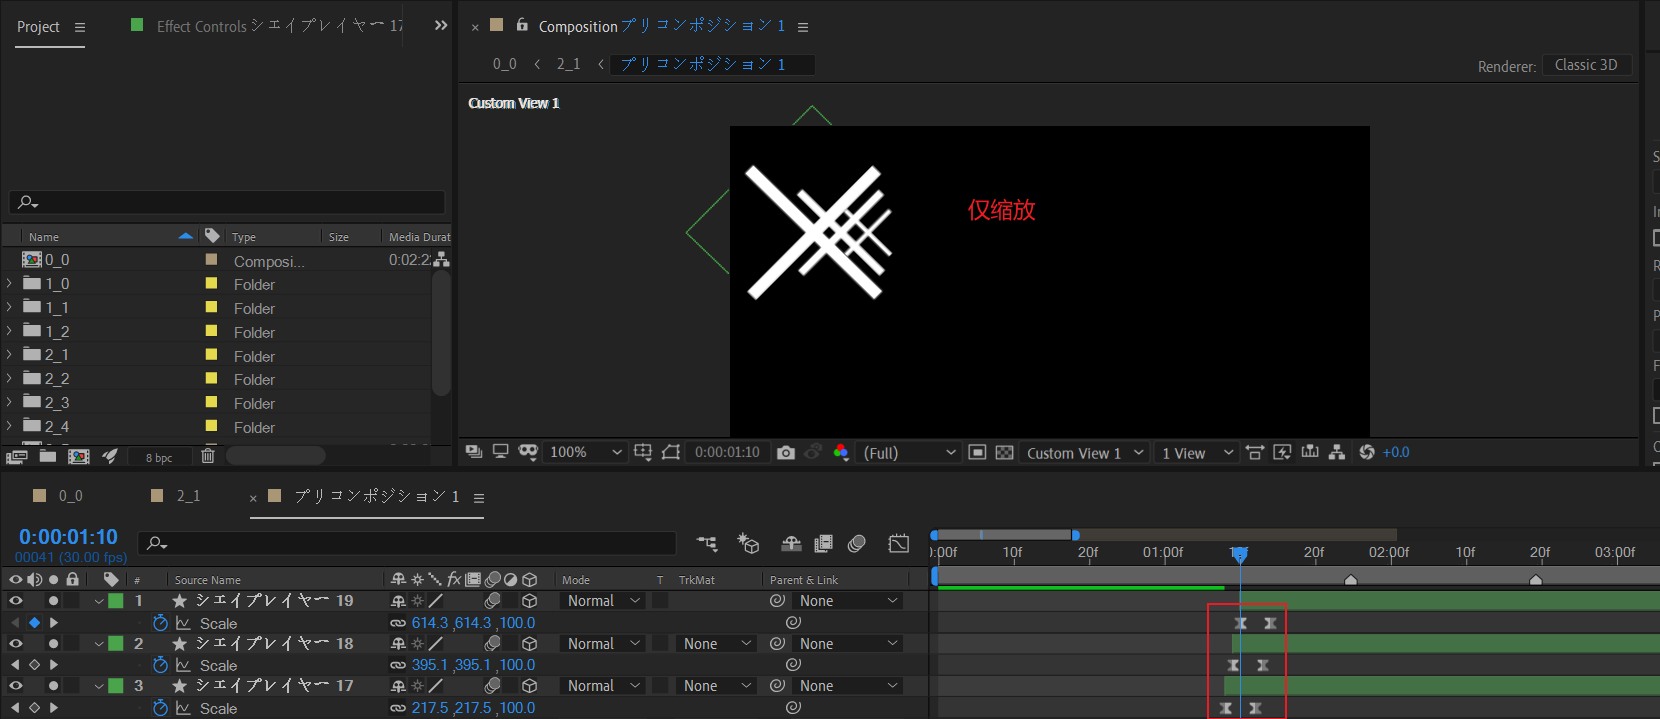 Project
Effect Controls シエイプレイヤー 17
Composition プリコンポジション 1
0_0
2_1
プリコンポジション 1
Renderer:
Classic 3D
Custom View 1
仅缩放
Name
Type
Size
Media Durat
0_0
Composi...
0:02:2
1_0
Folder
1_1
Folder
1_2
Folder
2_1
Folder
2_2
Folder
2_3
Folder
2_4
Folder
8 bpc
100%
0:00:01:10
(Full)
Custom View 1
1 View
+0.0
0_0
2_1
プリコンポジション 1
0:00:01:10
00041 (30.00 fps)
):00f
10f
20f
01:00f
20f
02:00f
10f
20f
03:00f
#
Source Name
fx
Mode
T
TrkMat
Parent & Link
1
シエイプレイヤー 19
Normal
None
Scale
614.3 ,614.3 ,100.0
2
シエイプレイヤー 18
Normal
None
None
Scale
395.1 ,395.1 ,100.0
3
シエイプレイヤー 17
Normal
None
None
Scale
217.5 ,217.5 ,100.0